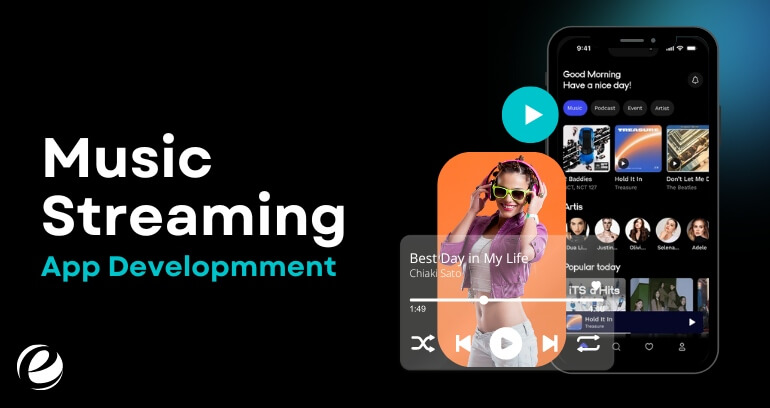 Music
Streaming
App Developmment
9:41
Good Morning
Have a nice day!
Music Podcast Event Artist
TREASURE
? Baddies Hold It In Don't Let Me D
NCT, NCT 127 Treasure The Beatles
Artis
Dua Li... Justin... Olivi... Selena... Adele
Popular today
iTS a Hits
Hold It In
Treasure
Best Day in My Life
Chiaki Sato
1:49